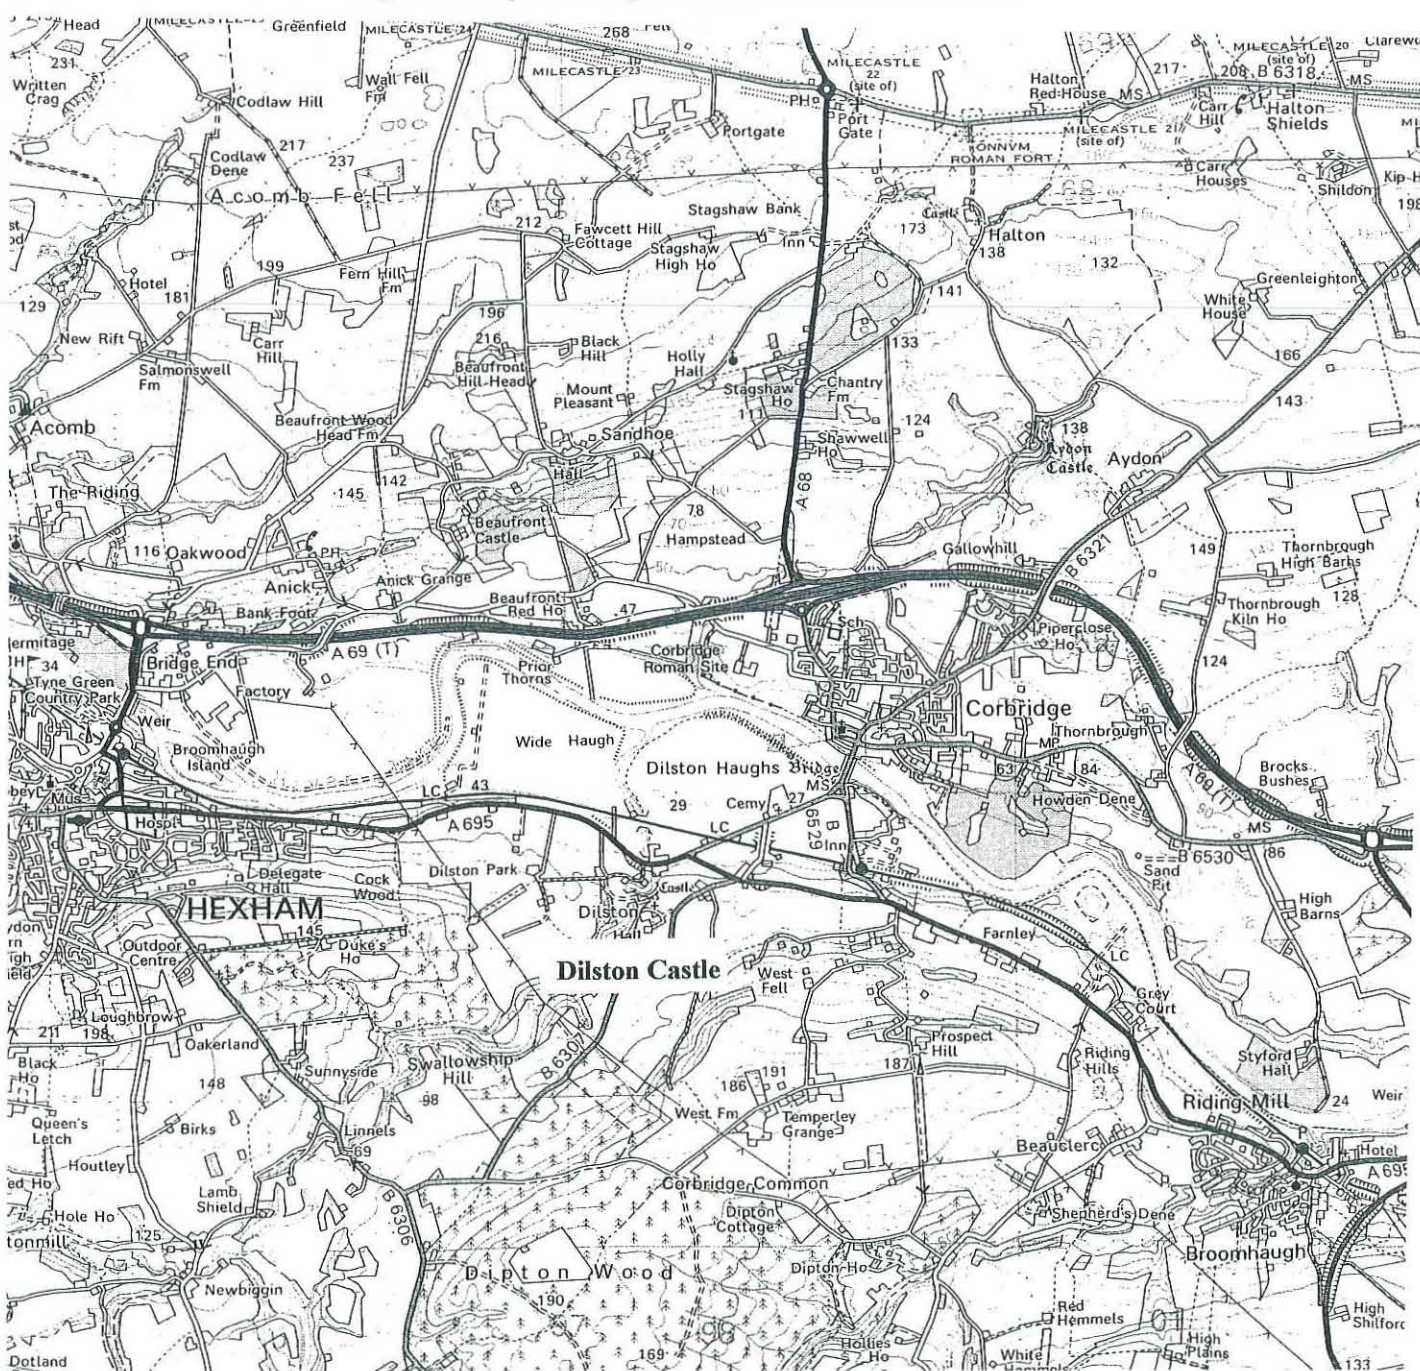 Head
MILECASTLE 25
Greenfield
MILECASTLE 24
268
Fell
MILECASTLE
22
(site of)
MILECASTLE 20
(site of)
Clarewo
231
Written
Crag
Wall Fell
Fm
MILECASTLE 23
Halton
Red House
MS
217
208
B 6318
MS
Codlaw Hill
PH
Port
Gate
Carr
Hill
Halton
Shields
217
Portgate
MILECASTLE 21
(site of)
237
Codlaw
Dene
ONNVM
ROMAN FORT
Carr
Houses
Shildon
Kip H
198
Acomb Fell
Stagshaw Bank
Castle
173
Halton
212
Fawcett Hill
Cottage
Stagshaw
High Ho
Inn
138
132
199
Fern Hill
Fm
Hotel
181
129
141
Greenleighton
White
House
196
New Rift
Carr
Hill
216
Black
Hill
133
166
Salmonswell
Fm
Beaufront
Hill Head
Holly
Hall
Mount
Pleasant
Stagshaw
Ho
Chantry
Fm
143
Acomb
Beaufront Wood
Head Fm
111
124
Sandhoe
Shawwell
Ho
138
Aydon
Castle
Aydon
The Riding
142
Hall
145
A 68
78
Beaufront
Castle
Hampstead
116
Oakwood
PH
Gallowhill
B 6321
149
Thornbrough
High Barns
Anick
Anick Grange
128
Bank Foot
Beaufront
Red Ho
47
Thornbrough
Kiln Ho
Sch
Hermitage
A 69 (T)
Corbridge
Roman Site
Piperclose
Ho
34
Bridge End
Prior
Thorns
124
Tyne Green
Country Park
Factory
Weir
Corbridge
Broomhaugh
Island
Wide Haugh
MP
Thornbrough
Dilston Haughs
Bridge
63
84
Brocks
Bushes
A 69 (T)
MS
LC
43
29
Cemy
27
Howden Dene
Mus
Hospl
A 695
LC
B 6529
MS
Inn
B 6530
86
Sand
Pit
Delegate
Hall
Cock
Wood
Dilston Park
Castle
HEXHAM
Dilston
Hall
High
Barns
145
Outdoor
Centre
Duke's
Ho
Farnley
LC
Dilston Castle
West
Fell
Grey
Court
Loughbrow
211
198
Oakerland
Prospect
Hill
Black
Ho
Sunnyside
Swallowship
Hill
B 6307
187
Riding
Hills
Styford
Hall
148
98
186
191
24
Weir
West Fm
Temperley
Grange
Riding Mill
Queen's
Letch
Birks
Linnels
Beauclerc
69
Hotel
Houtley
A 695
Corbridge Common
Lamb
Shield
B 6306
Dipton
Cottage
Shepherd's Dene
Hole Ho
125
Broomhaugh
Dipton Ho
Dipton Wood
Newbiggin
190
Red
Hemmels
High
Shilford
Hollies
Ho
High
Plains
Dotland
169
White
Hemmels
133